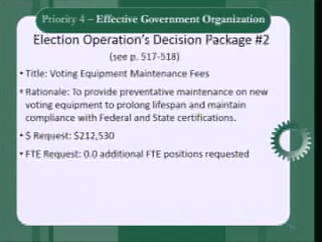 Priority 4 – Effective Government Organization
Election Operation's Decision Package #2
(see p. 517-518)
• Title: Voting Equipment Maintenance Fees
• Rationale: To provide preventative maintenance on new
voting equipment to prolong lifespan and maintain
compliance with Federal and State certifications.
• $ Request: $212,530
• FTE Request: 0.0 additional FTE positions requested